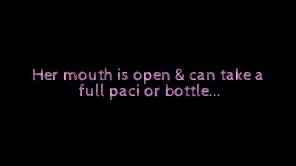 Her mouth is open & can take a
full paci or bottle...